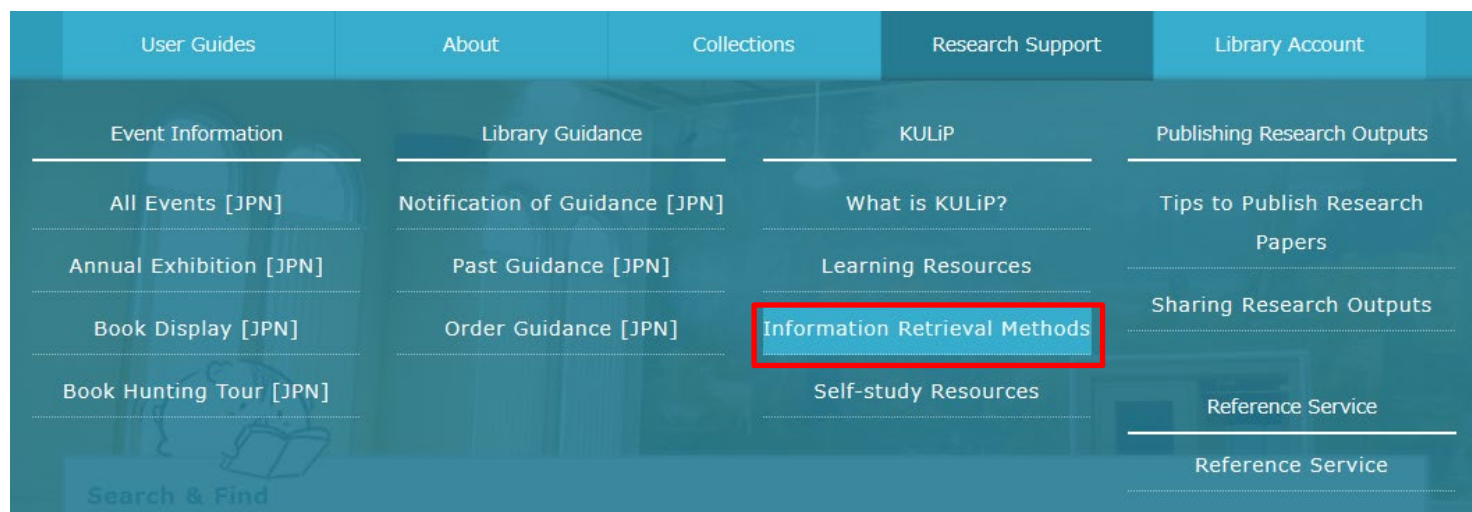 User Guides
About
Collections
Research Support
Library Account
Event Information
All Events [JPN]
Annual Exhibition [JPN]
Book Display [JPN]
Book Hunting Tour [JPN]
Library Guidance
Notification of Guidance [JPN]
Past Guidance [JPN]
Order Guidance [JPN]
KULiP
What is KULiP?
Learning Resources
Information Retrieval Methods
Self-study Resources
Publishing Research Outputs
Tips to Publish Research
Papers
Sharing Research Outputs
Reference Service
Reference Service
Search & Find